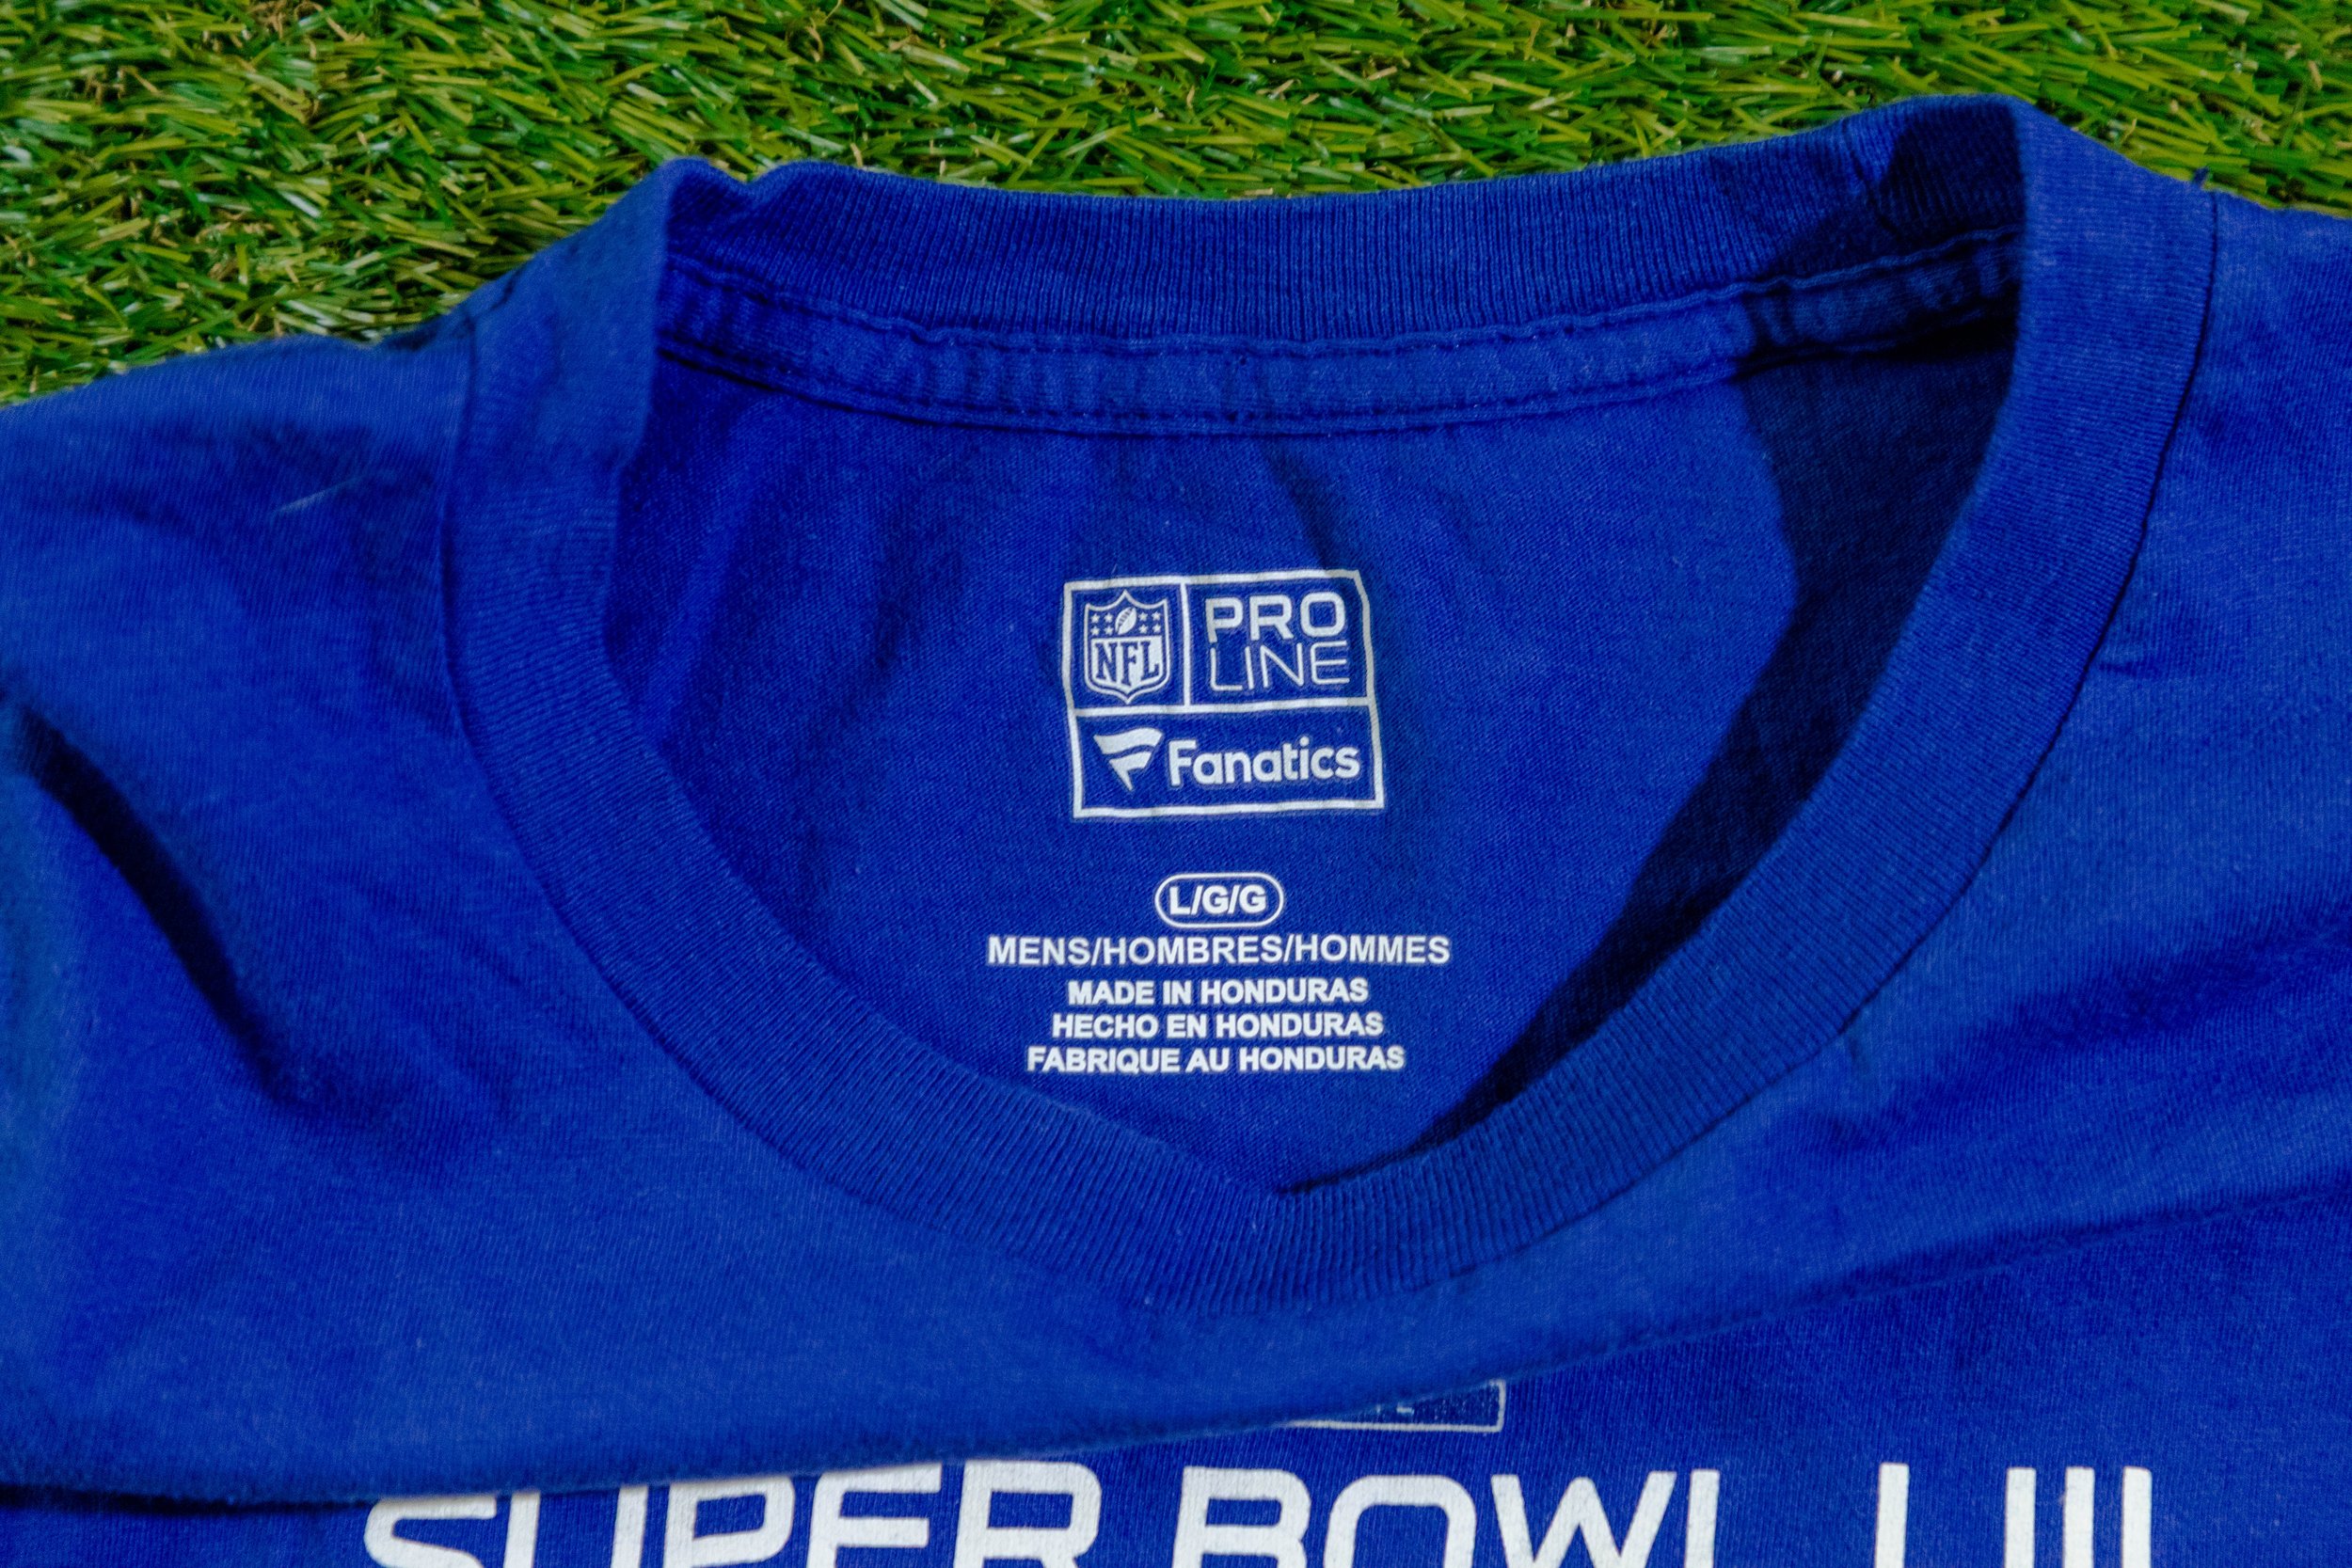 NFL
PRO
LINE
Fanatics
L/G/G
MENS/HOMBRES/HOMMES
MADE IN HONDURAS
HECHO EN HONDURAS
FABRIQUE AU HONDURAS
SUPER BOWL LIII